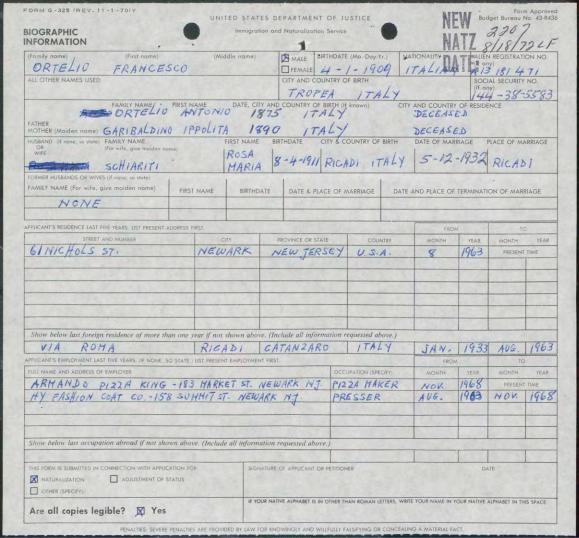 FORM G-325 (REV. 11-1-70)Y
UNITED STATES DEPARTMENT OF JUSTICE
Form Approved
Budget Bureau No. 43-R436
BIOGRAPHIC INFORMATION
Immigration and Naturalization Service
NEW
NATZ
DATE:
8/18/72 LF
(Family name) (First name) (Middle name) MALE BIRTHDATE (Mo.-Day-Yr.) NATIONALITY ALIEN REGISTRATION NO.
ORTELIO FRANCESCO FEMALE 4-1-1909 ITALIAN A13 181 471
ALL OTHER NAMES USED CITY AND COUNTRY OF BIRTH SOCIAL SECURITY NO.
(If any)
TROPEA ITALY 144-38-5583
FAMILY NAME FIRST NAME DATE, CITY AND COUNTRY OF BIRTH (If known) CITY AND COUNTRY OF RESIDENCE
FATHER ORTELIO ANTONIO 1875 ITALY DECEASED
MOTHER (Maiden name) GARIBALDINO IPPOLITA 1890 ITALY DECEASED
HUSBAND OR WIFE (If none, so state) FAMILY NAME (For wife, give maiden name) FIRST NAME BIRTHDATE CITY & COUNTRY OF BIRTH DATE OF MARRIAGE PLACE OF MARRIAGE
SCHIARITI ROSA MARIA 8-4-1911 RICADI ITALY 5-12-1932 RICADI
FORMER HUSBANDS OR WIVES (If none, so state)
FAMILY NAME (For wife, give maiden name) FIRST NAME BIRTHDATE DATE & PLACE OF MARRIAGE DATE AND PLACE OF TERMINATION OF MARRIAGE
NONE
APPLICANT'S RESIDENCE LAST FIVE YEARS. LIST PRESENT ADDRESS FIRST. FROM TO
STREET AND NUMBER CITY PROVINCE OR STATE COUNTRY MONTH YEAR MONTH YEAR
61 NICHOLS ST. NEWARK NEW JERSEY U.S.A. 8 1963 PRESENT TIME
Show below last foreign residence of more than one year if not shown above. (Include all information requested above.)
VIA ROMA RICADI CATANZARO ITALY JAN. 1933 AUG. 1963
APPLICANT'S EMPLOYMENT LAST FIVE YEARS. IF NONE, SO STATE. LIST PRESENT EMPLOYMENT FIRST. FROM TO
FULL NAME AND ADDRESS OF EMPLOYER OCCUPATION (SPECIFY) MONTH YEAR MONTH YEAR
ARMANDO PIZZA KING - 183 MARKET ST. NEWARK NJ. PIZZA MAKER NOV. 1968 PRESENT TIME
HY FASHION COAT CO. - 158 SUMMIT ST. NEWARK NJ PRESSER AUG. 1963 NOV. 1968
Show below last occupation abroad if not shown above. (Include all information requested above.)
THIS FORM IS SUBMITTED IN CONNECTION WITH APPLICATION FOR: SIGNATURE OF APPLICANT OR PETITIONER DATE
NATURALIZATION ADJUSTMENT OF STATUS
OTHER (SPECIFY):
IF YOUR NATIVE ALPHABET IS IN OTHER THAN ROMAN LETTERS, WRITE YOUR NAME IN YOUR NATIVE ALPHABET IN THIS SPACE
Are all copies legible? Yes
PENALTIES: SEVERE PENALTIES ARE PROVIDED BY LAW FOR KNOWINGLY AND WILLFULLY FALSIFYING OR CONCEALING A MATERIAL FACT.